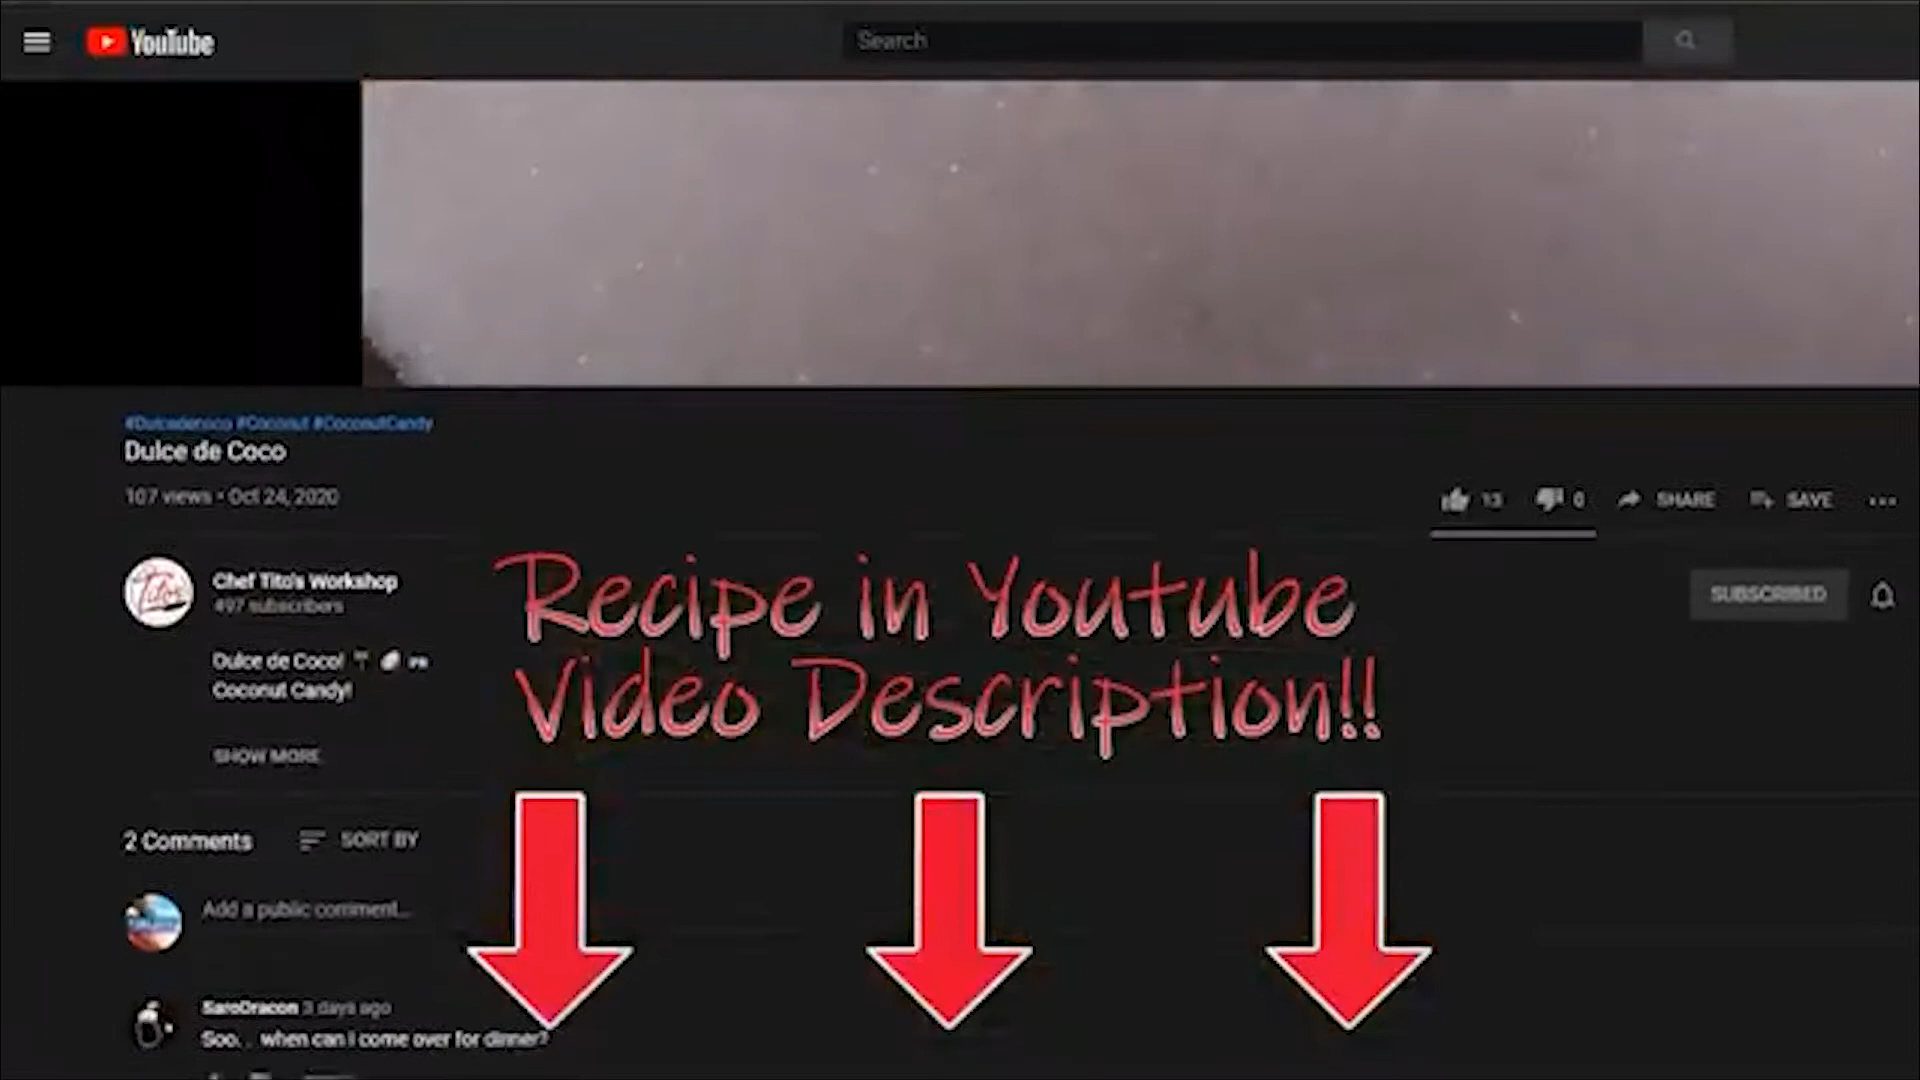 YouTube
Search
#Dulcedecoco #Coconut #CoconutCandy
Dulce de Coco
107 views • Oct 24, 2020
13
0
SHARE
SAVE
Chef Tito's Workshop
497 subscribers
SUBSCRIBED
Recipe in Youtube
Video Description!!
Dulce de Coco!
Coconut Candy!
SHOW MORE
2 Comments
SORT BY
Add a public comment...
SaroDracon 3 days ago
Soo. . when can I come over for dinner?